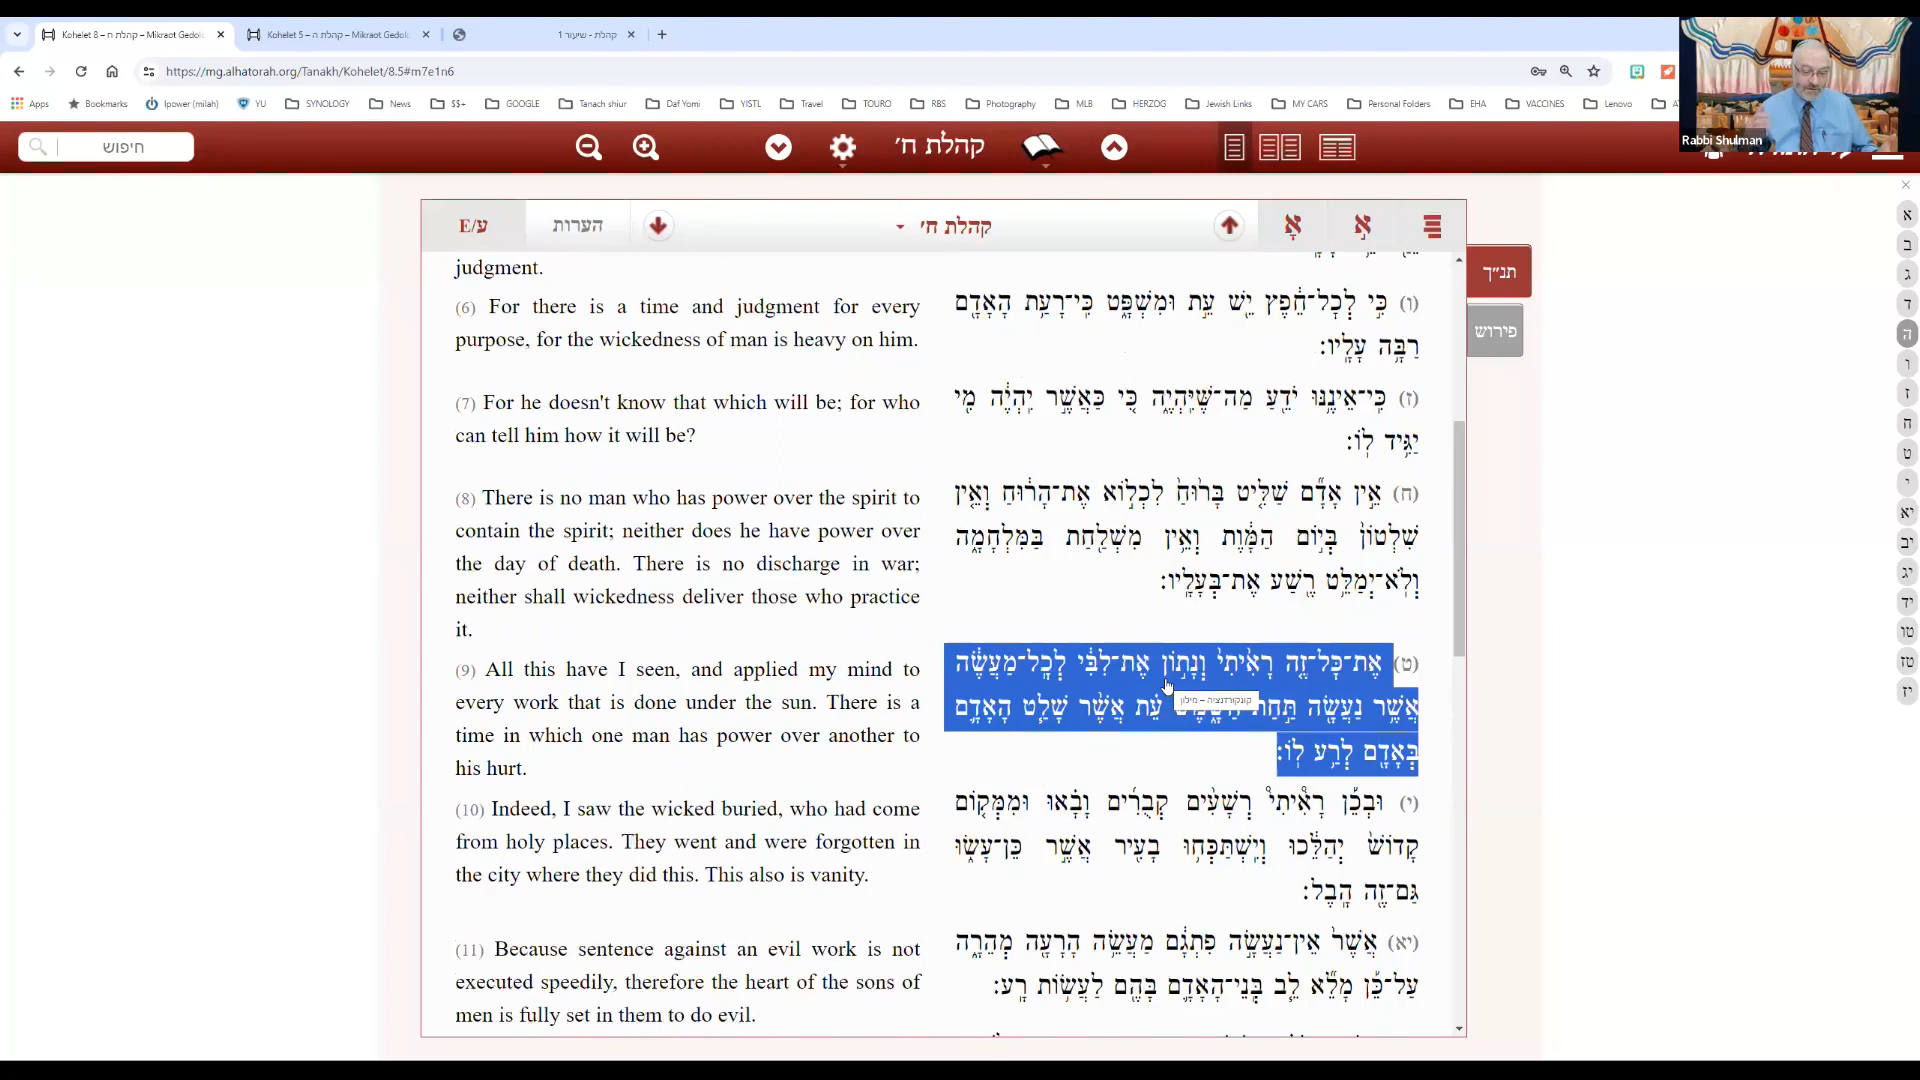 Kohelet 8 – קהלת ח – Mikraot Gedol
Kohelet 5 – קהלת ה – Mikraot Gedol
קהלת - שיעור 1
https://mg.alhatorah.org/Tanakh/Kohelet/8.5#m7e1n6
Apps Bookmarks Ipower (milah) YU SYNOLOGY News $$+ GOOGLE Tanach shiur Daf Yomi YISTL Travel TOURO RBS Photography MLB HERZOG Jewish Links MY CARS Personal Folders EHA VACCINES Lenovo
Rabbi Shulman
חיפוש
קהלת ח׳
E/ע
הערות
קהלת ח׳
אָ
א֯
תנ״ך
פירוש
judgment.
(6) For there is a time and judgment for every
purpose, for the wickedness of man is heavy on him.
(7) For he doesn't know that which will be; for who
can tell him how it will be?
(8) There is no man who has power over the spirit to
contain the spirit; neither does he have power over
the day of death. There is no discharge in war;
neither shall wickedness deliver those who practice
it.
(9) All this have I seen, and applied my mind to
every work that is done under the sun. There is a
time in which one man has power over another to
his hurt.
(10) Indeed, I saw the wicked buried, who had come
from holy places. They went and were forgotten in
the city where they did this. This also is vanity.
(11) Because sentence against an evil work is not
executed speedily, therefore the heart of the sons of
men is fully set in them to do evil.
(ו) כִּ֣י לְכׇל־חֵ֔פֶץ יֵ֖שׁ עֵ֣ת וּמִשְׁפָּ֑ט כִּֽי־רָעַ֥ת הָאָדָ֖ם
רַבָּ֥ה עָלָֽיו׃
(ז) כִּֽי־אֵינֶ֥נּוּ יֹדֵ֖עַ מַה־שֶּׁיִּֽהְיֶ֑ה כִּ֚י כַּאֲשֶׁ֣ר יִֽהְיֶ֔ה מִ֖י
יַגִּ֥יד לֽוֹ׃
(ח) אֵ֣ין אָדָ֞ם שַׁלִּ֤יט בָּר֙וּחַ֙ לִכְל֣וֹא אֶת־הָר֔וּחַ וְאֵ֤ין
שִׁלְטוֹן֙ בְּי֣וֹם הַמָּ֔וֶת וְאֵ֥ין מִשְׁלַ֖חַת בַּמִּלְחָמָ֑ה
וְלֹֽא־יְמַלֵּ֥ט רֶ֖שַׁע אֶת־בְּעָלָֽיו׃
(ט) אֶת־כׇּל־זֶ֤ה רָאִ֙יתִי֙ וְנָת֣וֹן אֶת־לִבִּ֔י לְכׇֽל־מַעֲשֶׂ֔ה
אֲשֶׁ֥ר נַעֲשָׂ֖ה תַּ֣חַת עֵ֗ת אֲשֶׁ֨ר שָׁלַ֧ט הָאָדָ֛ם
קונקורדנציה – מילון
בְּאָדָ֖ם לְרַ֥ע לֽוֹ׃
(י) וּבְכֵ֡ן רָאִ֜יתִי רְשָׁעִ֨ים קְבֻרִ֜ים וָבָ֗אוּ וּמִמְּק֤וֹם
קָדוֹשׁ֙ יְהַלֵּ֔כוּ וְיִֽשְׁתַּכְּח֥וּ בָעִ֖יר אֲשֶׁ֣ר כֵּן־עָשׂ֑וּ
גַּם־זֶ֖ה הָֽבֶל׃
(יא) אֲשֶׁר֙ אֵין־נַעֲשָׂ֣ה פִתְגָ֔ם מַעֲשֵׂ֥ה הָרָעָ֖ה מְהֵרָ֑ה
עַל־כֵּ֡ן מָלֵ֞א לֵ֧ב בְּֽנֵי־הָאָדָ֛ם בָּהֶ֖ם לַעֲשׂ֥וֹת רָֽע׃
א
ב
ג
ד
ה
ו
ז
ח
ט
י
יא
יב
יג
יד
טו
טז
יז